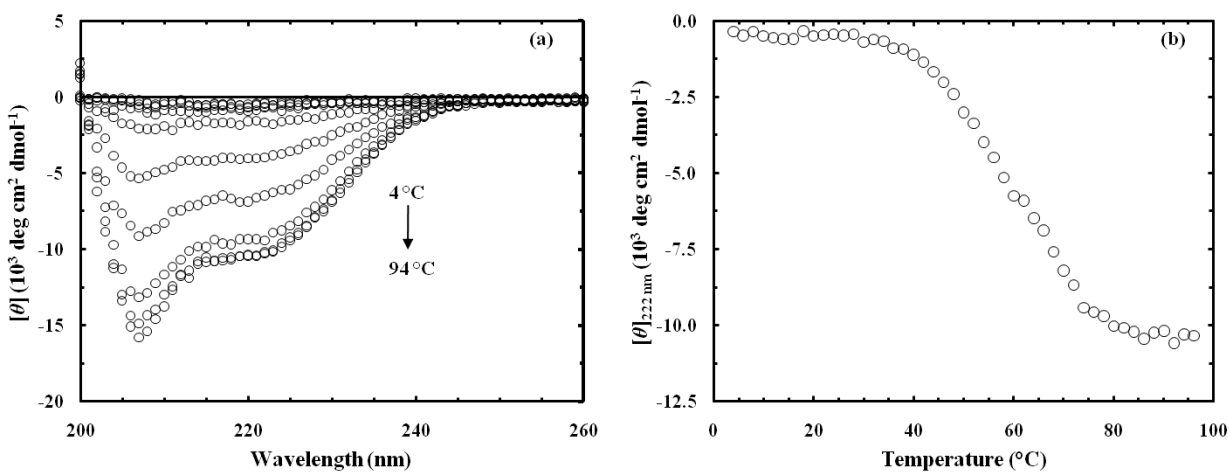 5
0
-5
-10
-15
-20
[θ] (10³ deg cm² dmol⁻¹)
(a)
4 °C
94 °C
200 220 240 260
Wavelength (nm)
0.0
-2.5
-5.0
-7.5
-10.0
-12.5
[θ]222 nm (10³ deg cm² dmol⁻¹)
(b)
0 20 40 60 80 100
Temperature (°C)